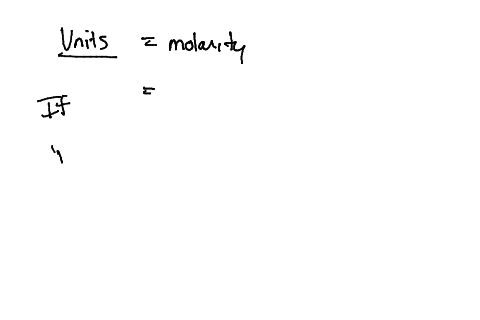 Units = molarity
If =
"